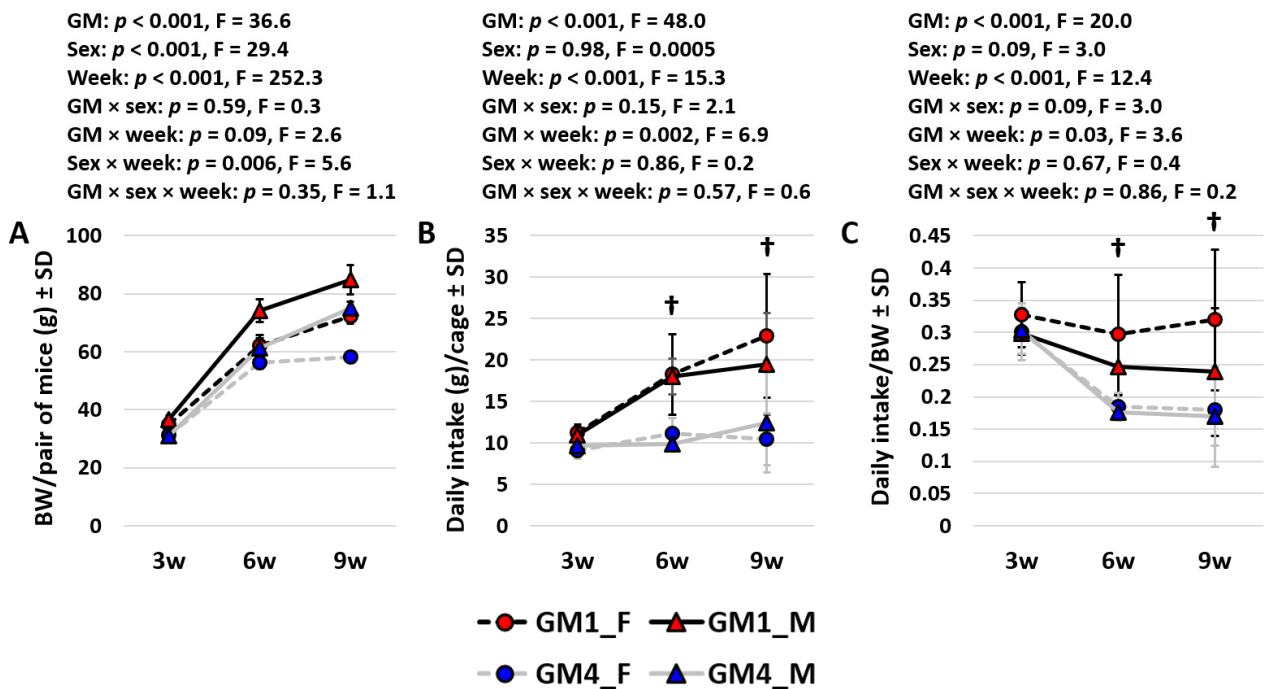 GM: p < 0.001, F = 36.6
Sex: p < 0.001, F = 29.4
Week: p < 0.001, F = 252.3
GM × sex: p = 0.59, F = 0.3
GM × week: p = 0.09, F = 2.6
Sex × week: p = 0.006, F = 5.6
GM × sex × week: p = 0.35, F = 1.1
GM: p < 0.001, F = 48.0
Sex: p = 0.98, F = 0.0005
Week: p < 0.001, F = 15.3
GM × sex: p = 0.15, F = 2.1
GM × week: p = 0.002, F = 6.9
Sex × week: p = 0.86, F = 0.2
GM × sex × week: p = 0.57, F = 0.6
GM: p < 0.001, F = 20.0
Sex: p = 0.09, F = 3.0
Week: p < 0.001, F = 12.4
GM × sex: p = 0.09, F = 3.0
GM × week: p = 0.03, F = 3.6
Sex × week: p = 0.67, F = 0.4
GM × sex × week: p = 0.86, F = 0.2
A
BW/pair of mice (g) ± SD
100
80
60
40
20
0
3w 6w 9w
B
Daily intake (g)/cage ± SD
35
30
25
20
15
10
5
0
† †
3w 6w 9w
C
Daily intake/BW ± SD
0.45
0.4
0.35
0.3
0.25
0.2
0.15
0.1
0.05
0
† †
3w 6w 9w
GM1_F GM1_M
GM4_F GM4_M